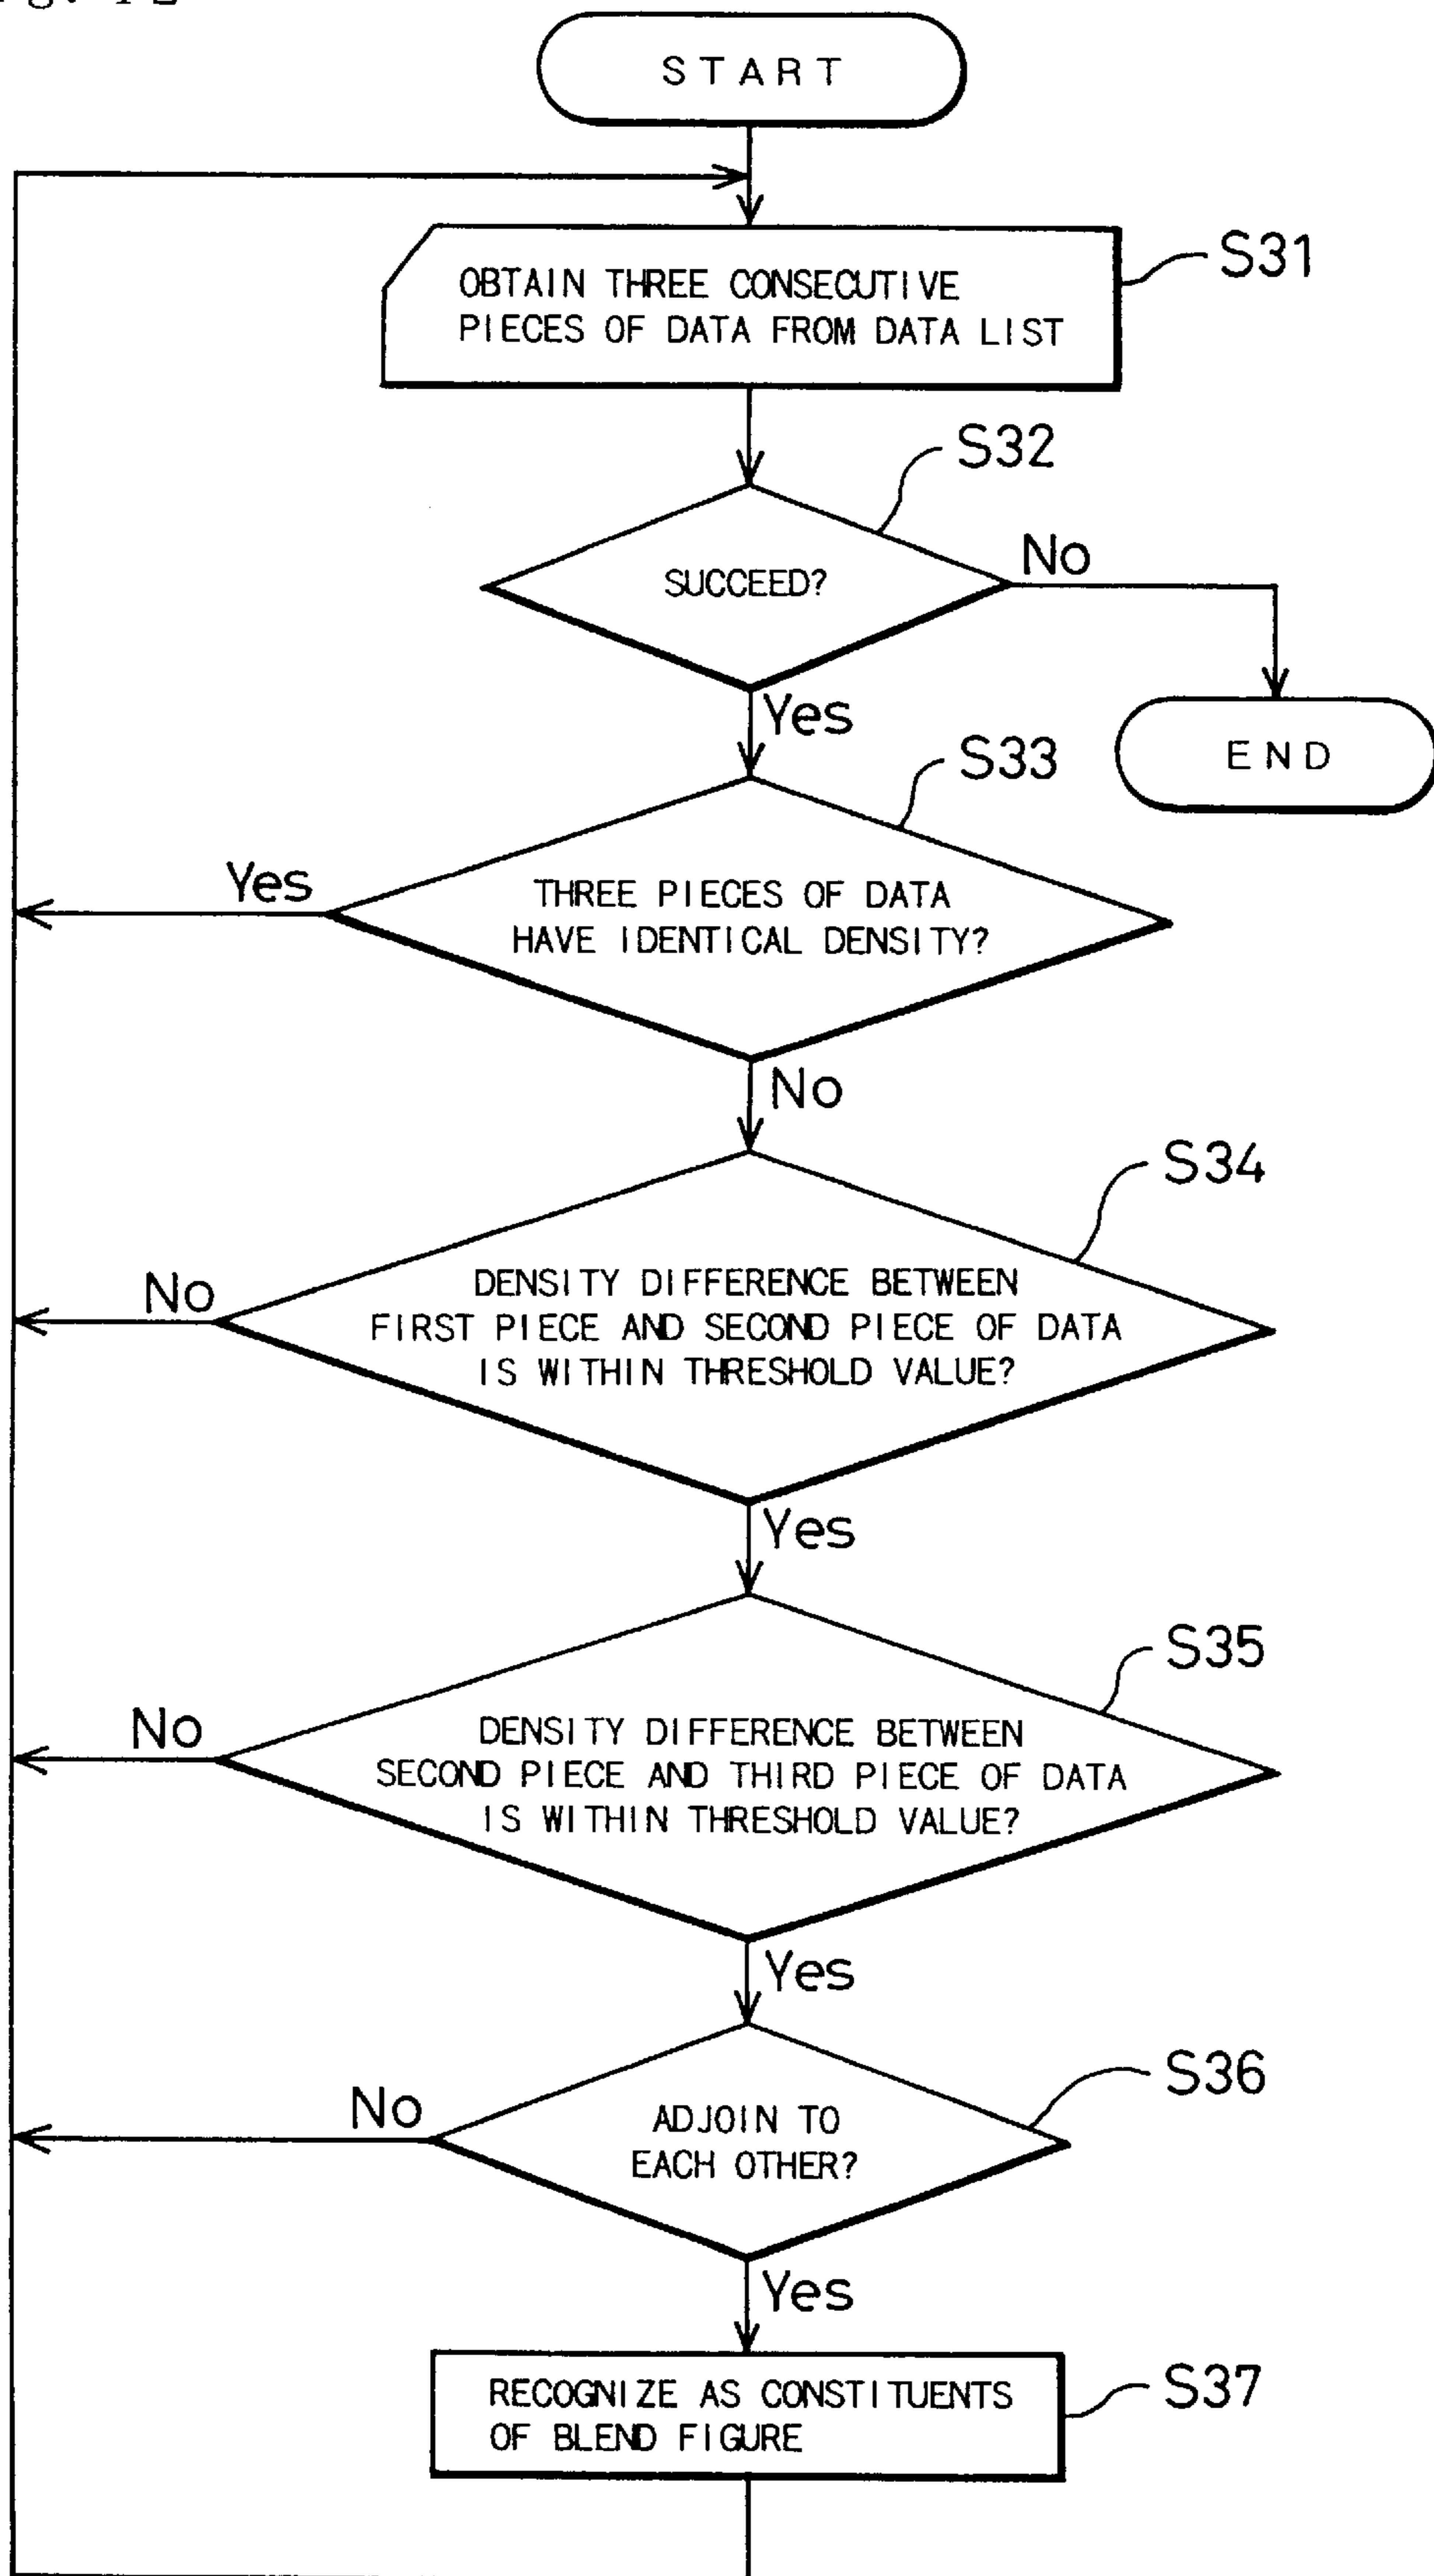 START
OBTAIN THREE CONSECUTIVE
PIECES OF DATA FROM DATA LIST
S31
S32
SUCCEED?
No
Yes
END
S33
THREE PIECES OF DATA
HAVE IDENTICAL DENSITY?
Yes
No
S34
DENSITY DIFFERENCE BETWEEN
FIRST PIECE AND SECOND PIECE OF DATA
IS WITHIN THRESHOLD VALUE?
No
Yes
S35
DENSITY DIFFERENCE BETWEEN
SECOND PIECE AND THIRD PIECE OF DATA
IS WITHIN THRESHOLD VALUE?
No
Yes
S36
ADJOIN TO
EACH OTHER?
No
Yes
S37
RECOGNIZE AS CONSTITUENTS
OF BLEND FIGURE